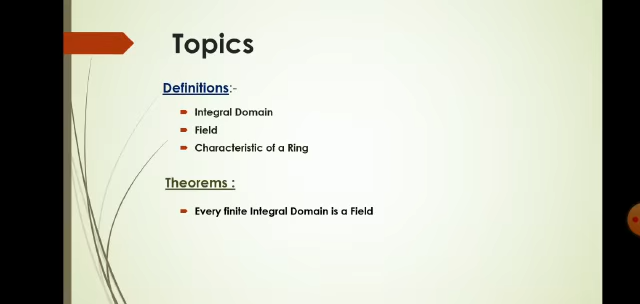 Topics
Definitions:-
Integral Domain
Field
Characteristic of a Ring
Theorems :
Every finite Integral Domain is a Field